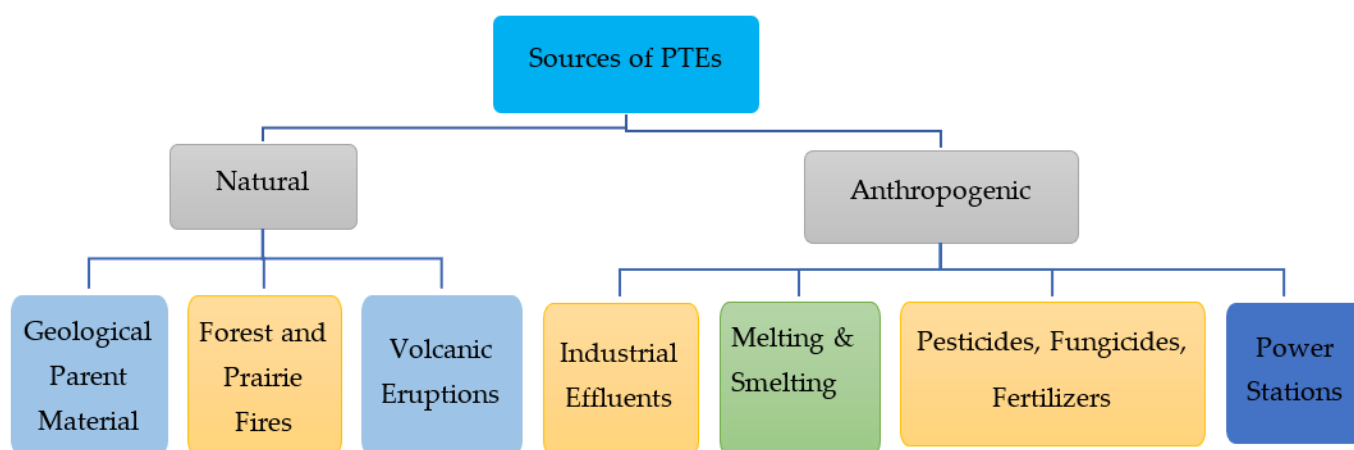 Sources of PTEs
Natural
Anthropogenic
Geological
Parent
Material
Forest and
Prairie
Fires
Volcanic
Eruptions
Industrial
Effluents
Melting &
Smelting
Pesticides, Fungicides,
Fertilizers
Power
Stations